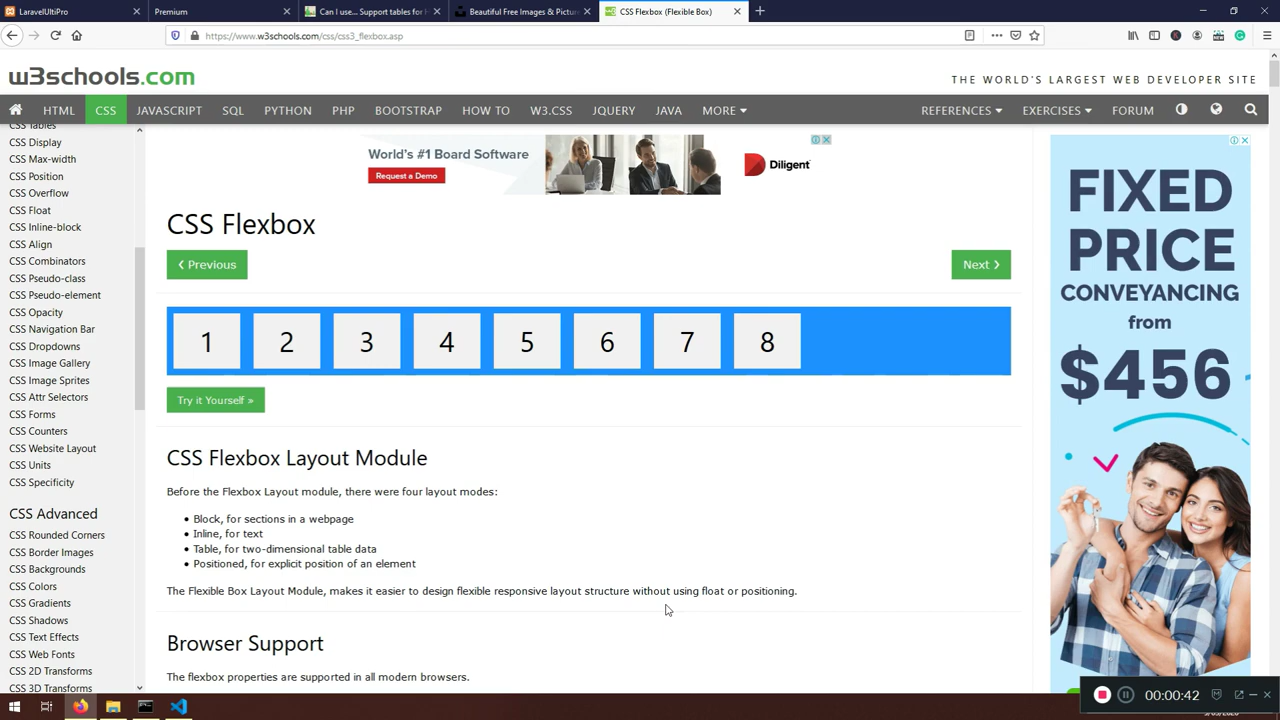 LaravelUltiPro
Premium
Can I use... Support tables for H
Beautiful Free Images & Pictur
CSS Flexbox (Flexible Box)
https://www.w3schools.com/css/css3_flexbox.asp
w3schools.com
THE WORLD'S LARGEST WEB DEVELOPER SITE
HTML CSS JAVASCRIPT SQL PYTHON PHP BOOTSTRAP HOW TO W3.CSS JQUERY JAVA MORE REFERENCES EXERCISES FORUM
CSS Tables
CSS Display
CSS Max-width
CSS Position
CSS Overflow
CSS Float
CSS Inline-block
CSS Align
CSS Combinators
CSS Pseudo-class
CSS Pseudo-element
CSS Opacity
CSS Navigation Bar
CSS Dropdowns
CSS Image Gallery
CSS Image Sprites
CSS Attr Selectors
CSS Forms
CSS Counters
CSS Website Layout
CSS Units
CSS Specificity
CSS Advanced
CSS Rounded Corners
CSS Border Images
CSS Backgrounds
CSS Colors
CSS Gradients
CSS Shadows
CSS Text Effects
CSS Web Fonts
CSS 2D Transforms
CSS 3D Transforms
World's #1 Board Software
Request a Demo
Diligent
CSS Flexbox
❮ Previous
Next ❯
1 2 3 4 5 6 7 8
Try it Yourself »
CSS Flexbox Layout Module
Before the Flexbox Layout module, there were four layout modes:
• Block, for sections in a webpage
• Inline, for text
• Table, for two-dimensional table data
• Positioned, for explicit position of an element
The Flexible Box Layout Module, makes it easier to design flexible responsive layout structure without using float or positioning.
Browser Support
The flexbox properties are supported in all modern browsers.
FIXED
PRICE
CONVEYANCING
from
$456
00:00:42